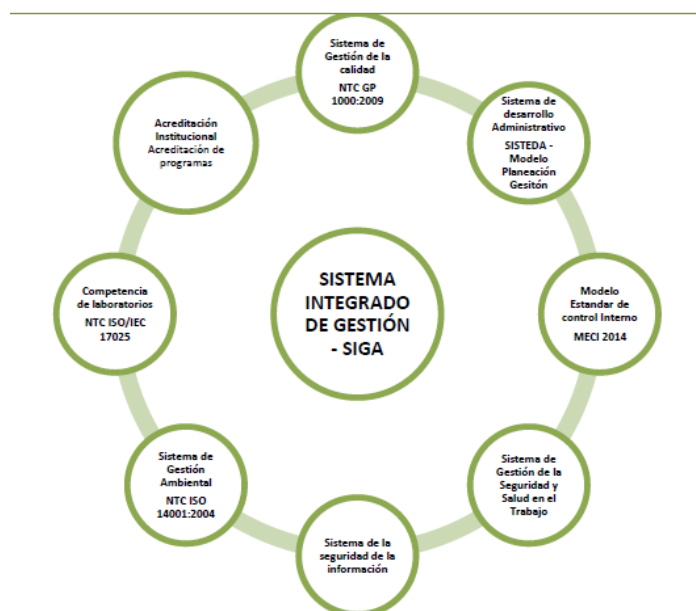 Sistema de
Gestión de la
calidad
NTC GP
1000:2009
Sistema de
desarrollo
Administrativo
SISTEDA -
Modelo
Planeación
Gesitón
Modelo
Estandar de
control Interno
MECI 2014
Sistema de
Gestión de la
Seguridad y
Salud en el
Trabajo
Sistema de la
seguridad de la
información
Sistema de
Gestión
Ambiental
NTC ISO
14001:2004
Competencia
de laboratorios
NTC ISO/IEC
17025
Acreditación
Institucional
Acreditación de
programas
SISTEMA
INTEGRADO
DE GESTIÓN
- SIGA